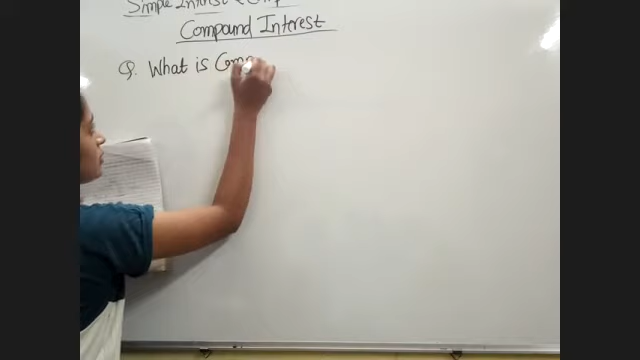 Simple Interest & Comp
Compound Interest
Q. What is Comp